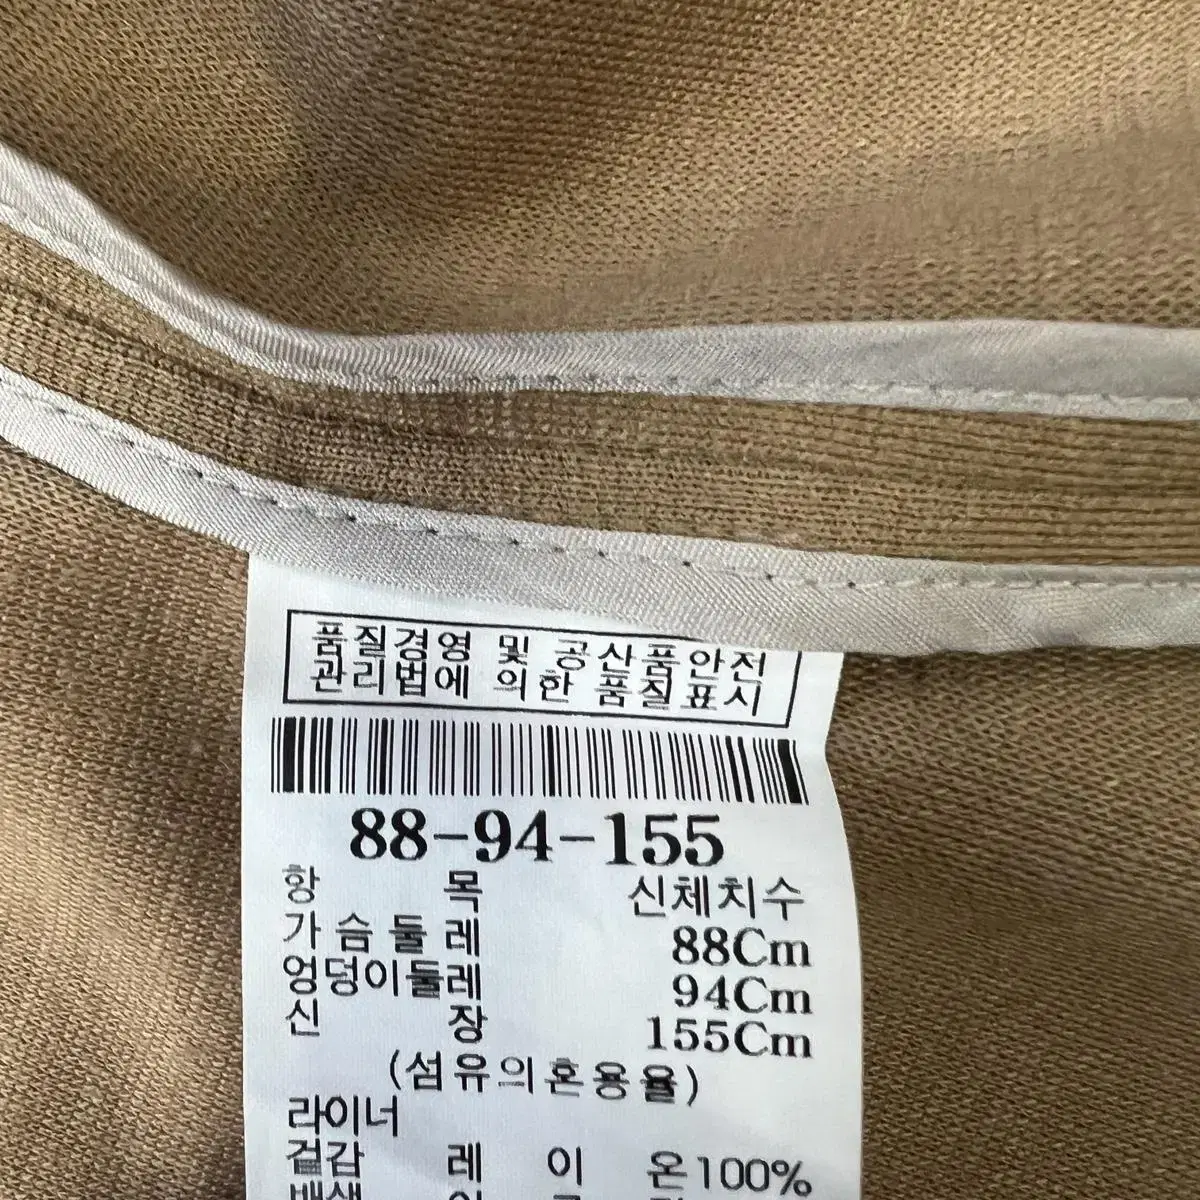 품질경영 및 공산품안전
관리법에 의한 품질표시
88-94-155
항 목 신체치수
가슴둘레 88Cm
엉덩이둘레 94Cm
신 장 155Cm
(섬유의혼용율)
라이너
겉감 레 이 온100%
배색